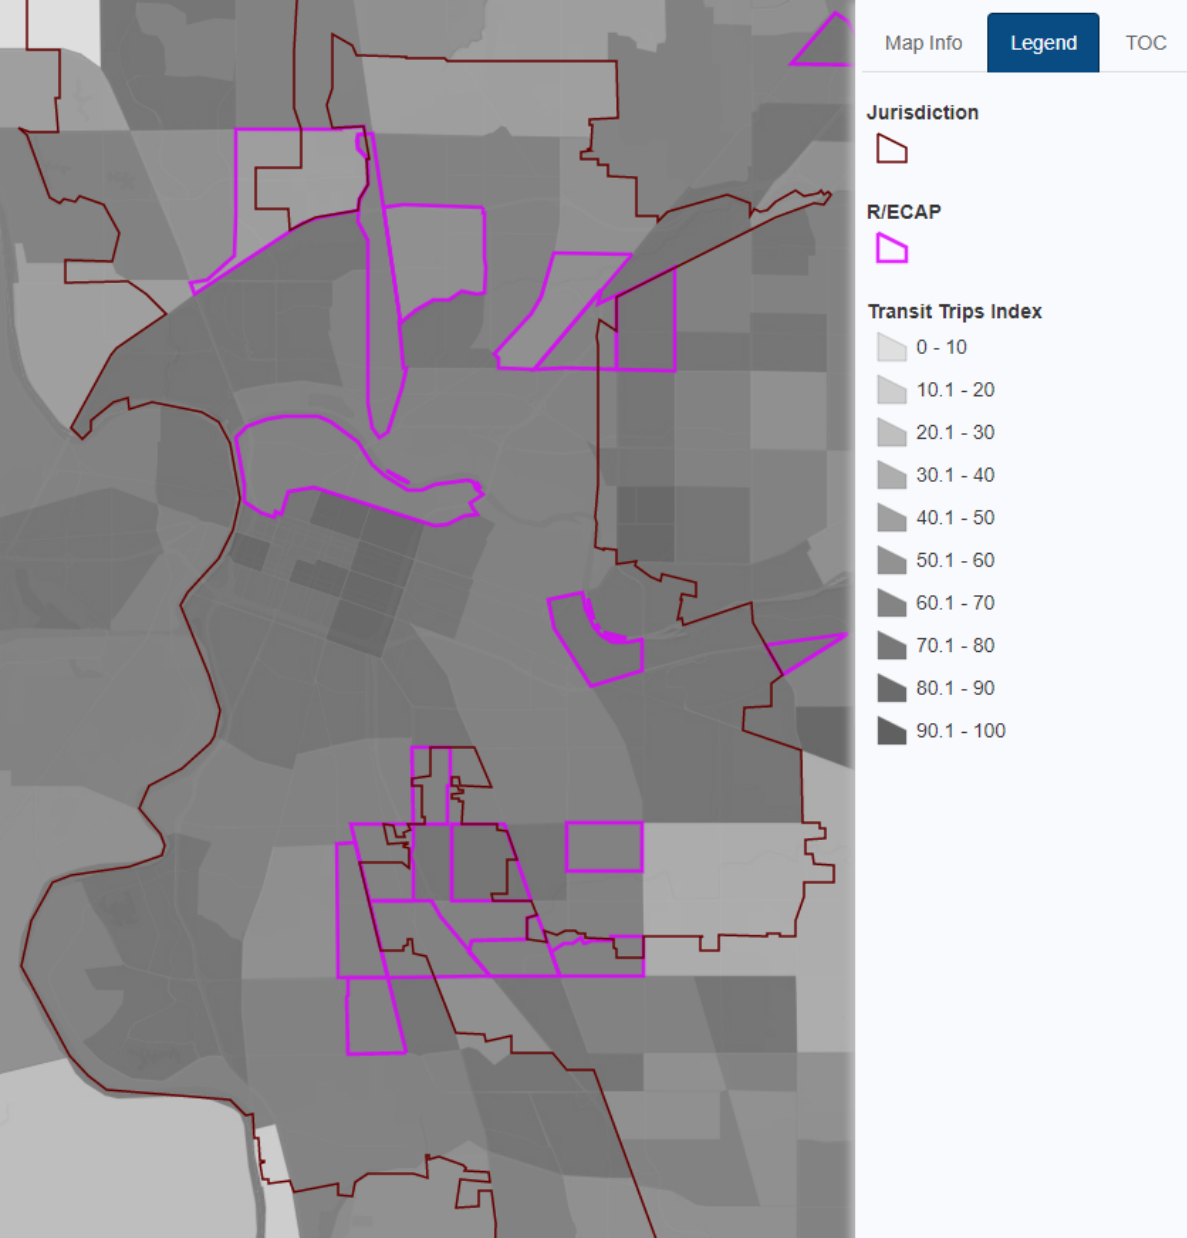 Map Info Legend TOC
Jurisdiction
R/ECAP
Transit Trips Index
0 - 10
10.1 - 20
20.1 - 30
30.1 - 40
40.1 - 50
50.1 - 60
60.1 - 70
70.1 - 80
80.1 - 90
90.1 - 100